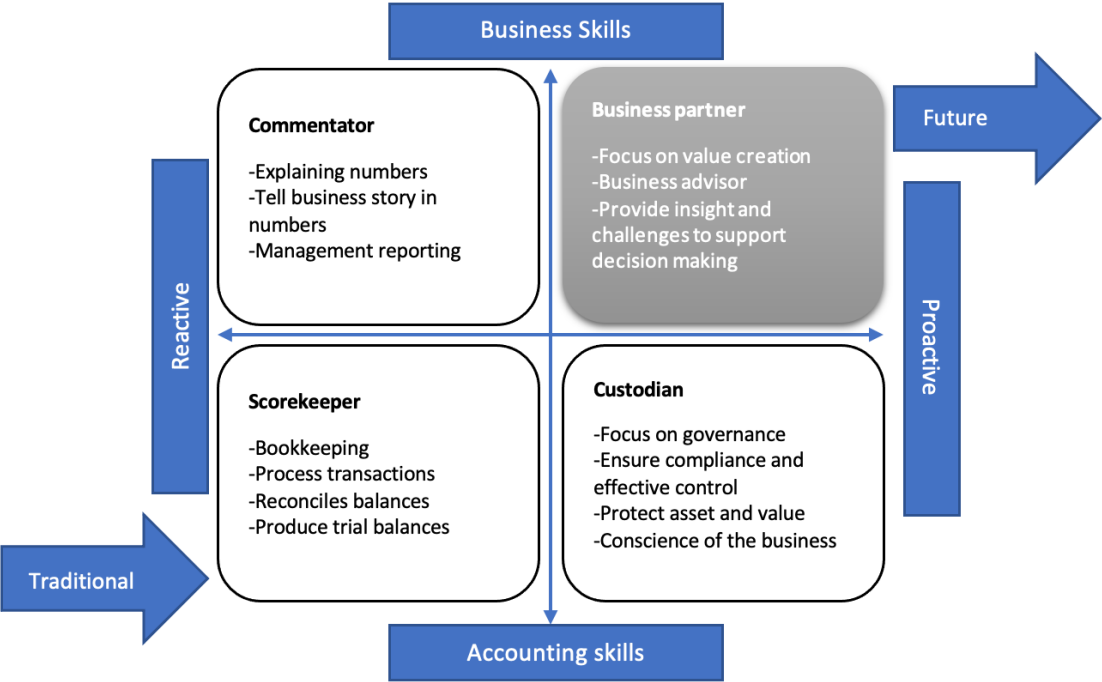 Business Skills
Commentator
-Explaining numbers
-Tell business story in
numbers
-Management reporting
Business partner
-Focus on value creation
-Business advisor
-Provide insight and
challenges to support
decision making
Future
Reactive
Proactive
Scorekeeper
-Bookkeeping
-Process transactions
-Reconciles balances
-Produce trial balances
Custodian
-Focus on governance
-Ensure compliance and
effective control
-Protect asset and value
-Conscience of the business
Traditional
Accounting skills